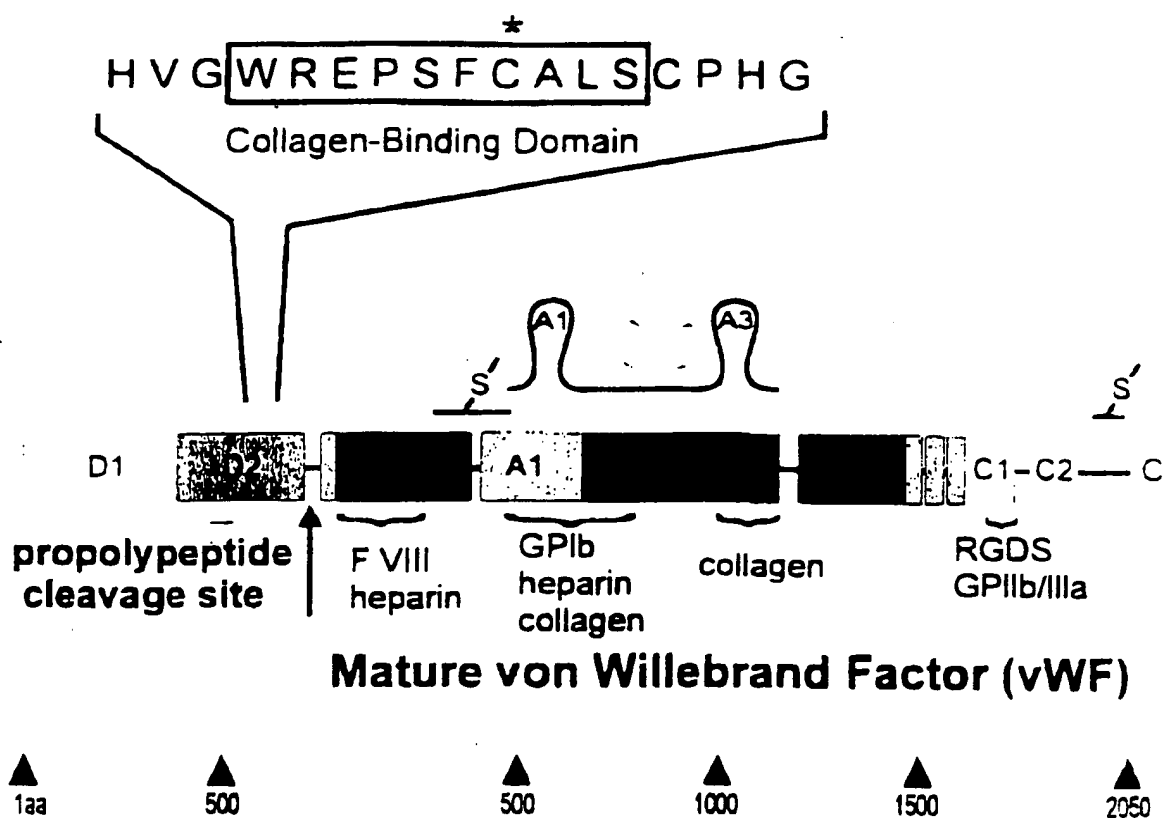 *
H V G W R E P S F C A L S C P H G
Collagen-Binding Domain
A1 A3
S S
D1 D2 A1 C1-C2 C
propolypeptide
cleavage site
F VIII
heparin
GPIb
heparin
collagen
collagen
RGDS
GPIIb/IIIa
Mature von Willebrand Factor (vWF)
1aa 500 500 1000 1500 2050